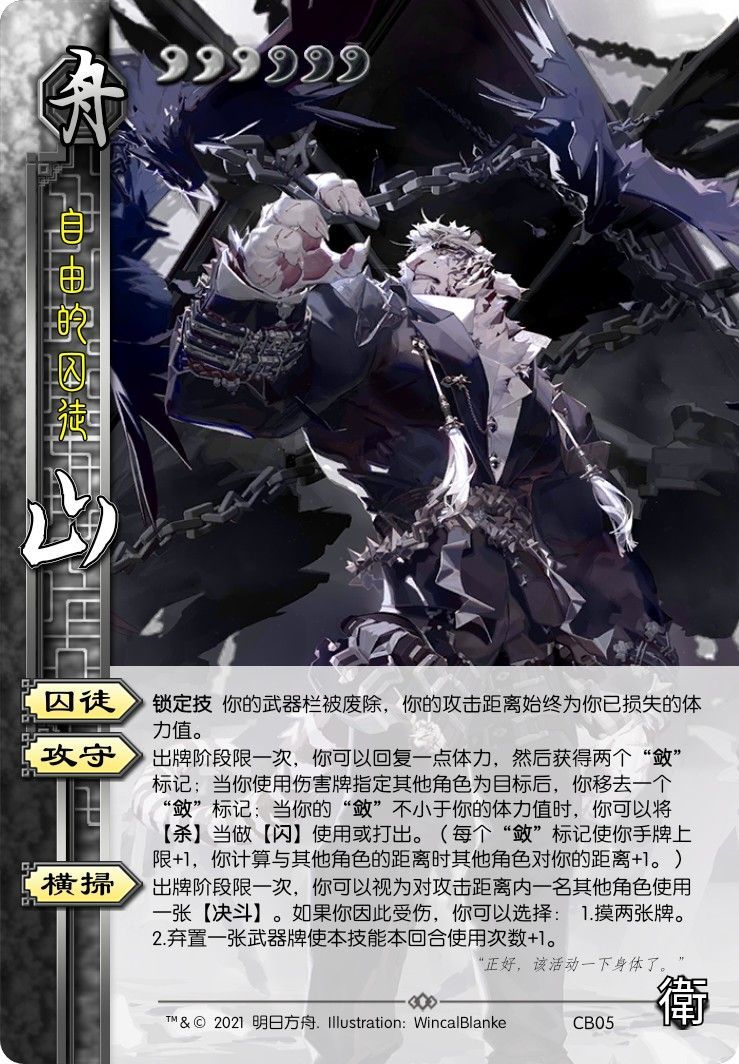 舟
自由的囚徒
山
囚徒
锁定技 你的武器栏被废除，你的攻击距离始终为你已损失的体
力值。
攻守
出牌阶段限一次，你可以回复一点体力，然后获得两个“敛”
标记；当你使用伤害牌指定其他角色为目标后，你移去一个
“敛”标记；当你的“敛”不小于你的体力值时，你可以将
【杀】当做【闪】使用或打出。（每个“敛”标记使你手牌上
限+1，你计算与其他角色的距离时其他角色对你的距离+1。）
横掃
出牌阶段限一次，你可以视为对攻击距离内一名其他角色使用
一张【决斗】。如果你因此受伤，你可以选择： 1.摸两张牌。
2.弃置一张武器牌使本技能本回合使用次数+1。
“正好，该活动一下身体了。”
™&© 2021 明日方舟. Illustration: WincalBlanke
CB05
衛